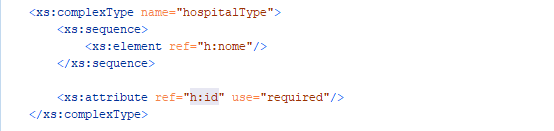 <xs:complexType name="hospitalType">
<xs:sequence>
<xs:element ref="h:nome"/>
</xs:sequence>
<xs:attribute ref="h:id" use="required"/>
</xs:complexType>